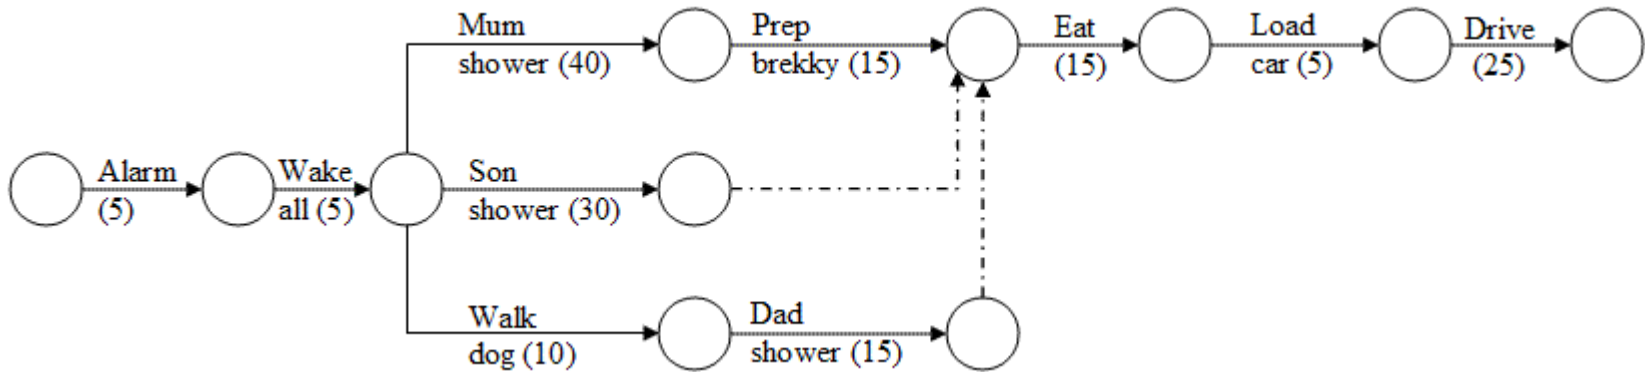 Mum
shower (40)
Prep
brekky (15)
Eat
(15)
Load
car (5)
Drive
(25)
Alarm
(5)
Wake
all (5)
Son
shower (30)
Walk
dog (10)
Dad
shower (15)